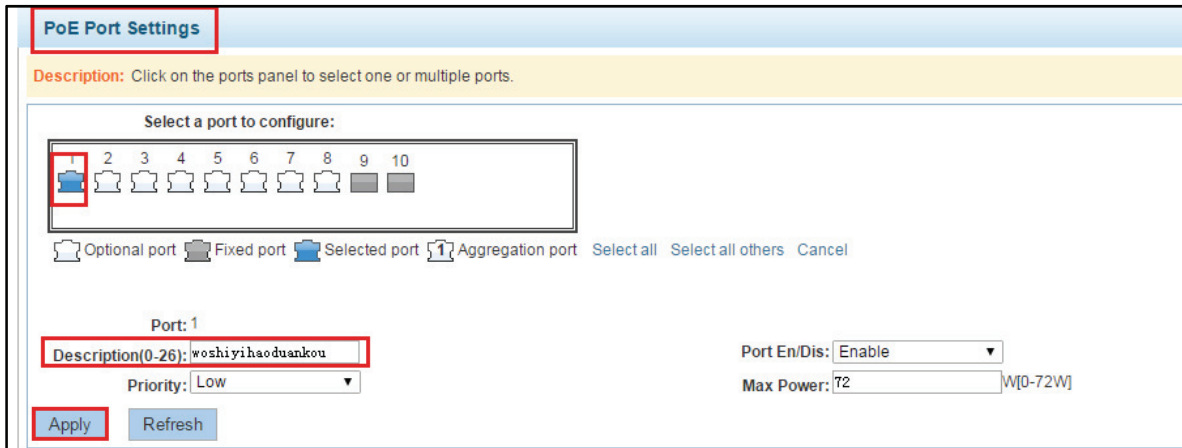 PoE Port Settings
Description: Click on the ports panel to select one or multiple ports.
Select a port to configure:
1 2 3 4 5 6 7 8 9 10
Optional port Fixed port Selected port 1 Aggregation port Select all Select all others Cancel
Port: 1
Description(0-26): woshiyihaoduankou Port En/Dis: Enable
Priority: Low Max Power: 72 W[0-72W]
Apply Refresh